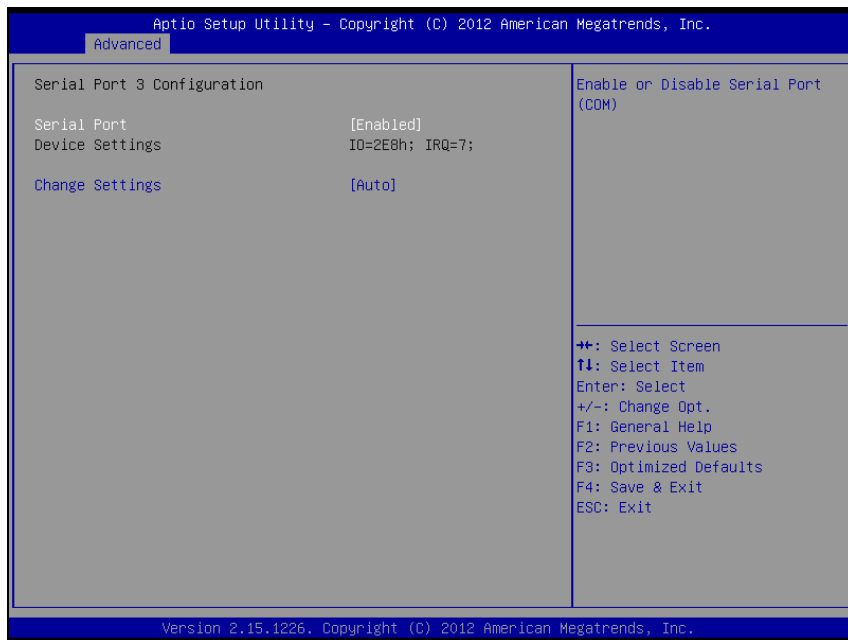 Aptio Setup Utility – Copyright (C) 2012 American Megatrends, Inc.
Advanced
Serial Port 3 Configuration
Serial Port [Enabled]
Device Settings IO=2E8h; IRQ=7;
Change Settings [Auto]
Enable or Disable Serial Port
(COM)
→←: Select Screen
↑↓: Select Item
Enter: Select
+/-: Change Opt.
F1: General Help
F2: Previous Values
F3: Optimized Defaults
F4: Save & Exit
ESC: Exit
Version 2.15.1226. Copyright (C) 2012 American Megatrends, Inc.